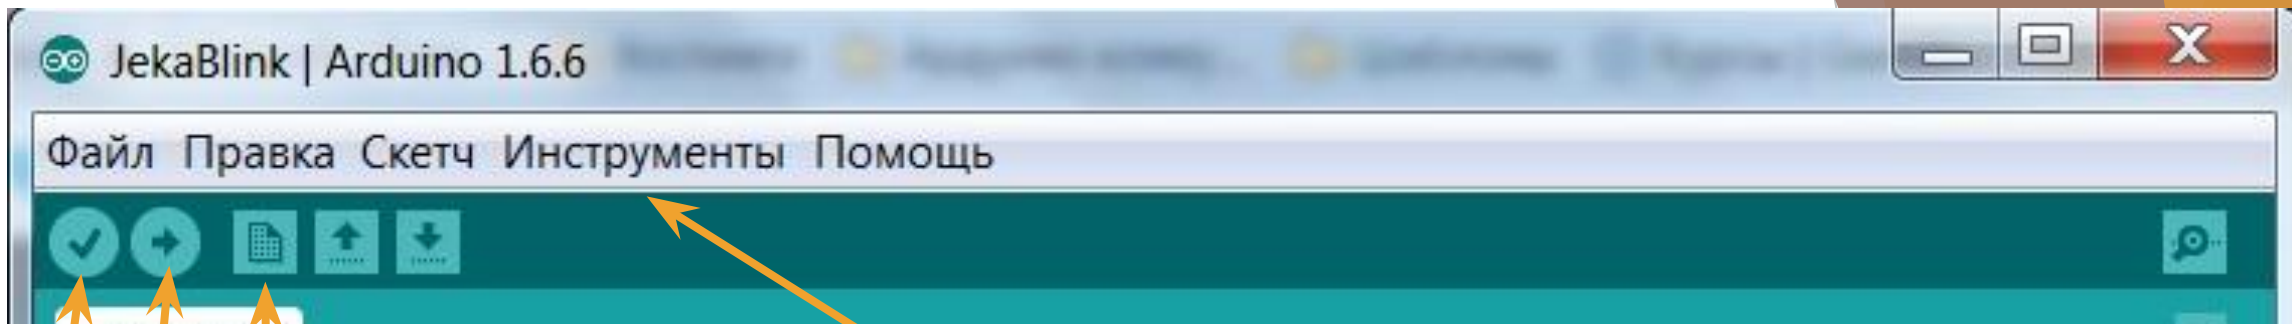 JekaBlink | Arduino 1.6.6
Файл Правка Скетч Инструменты Помощь